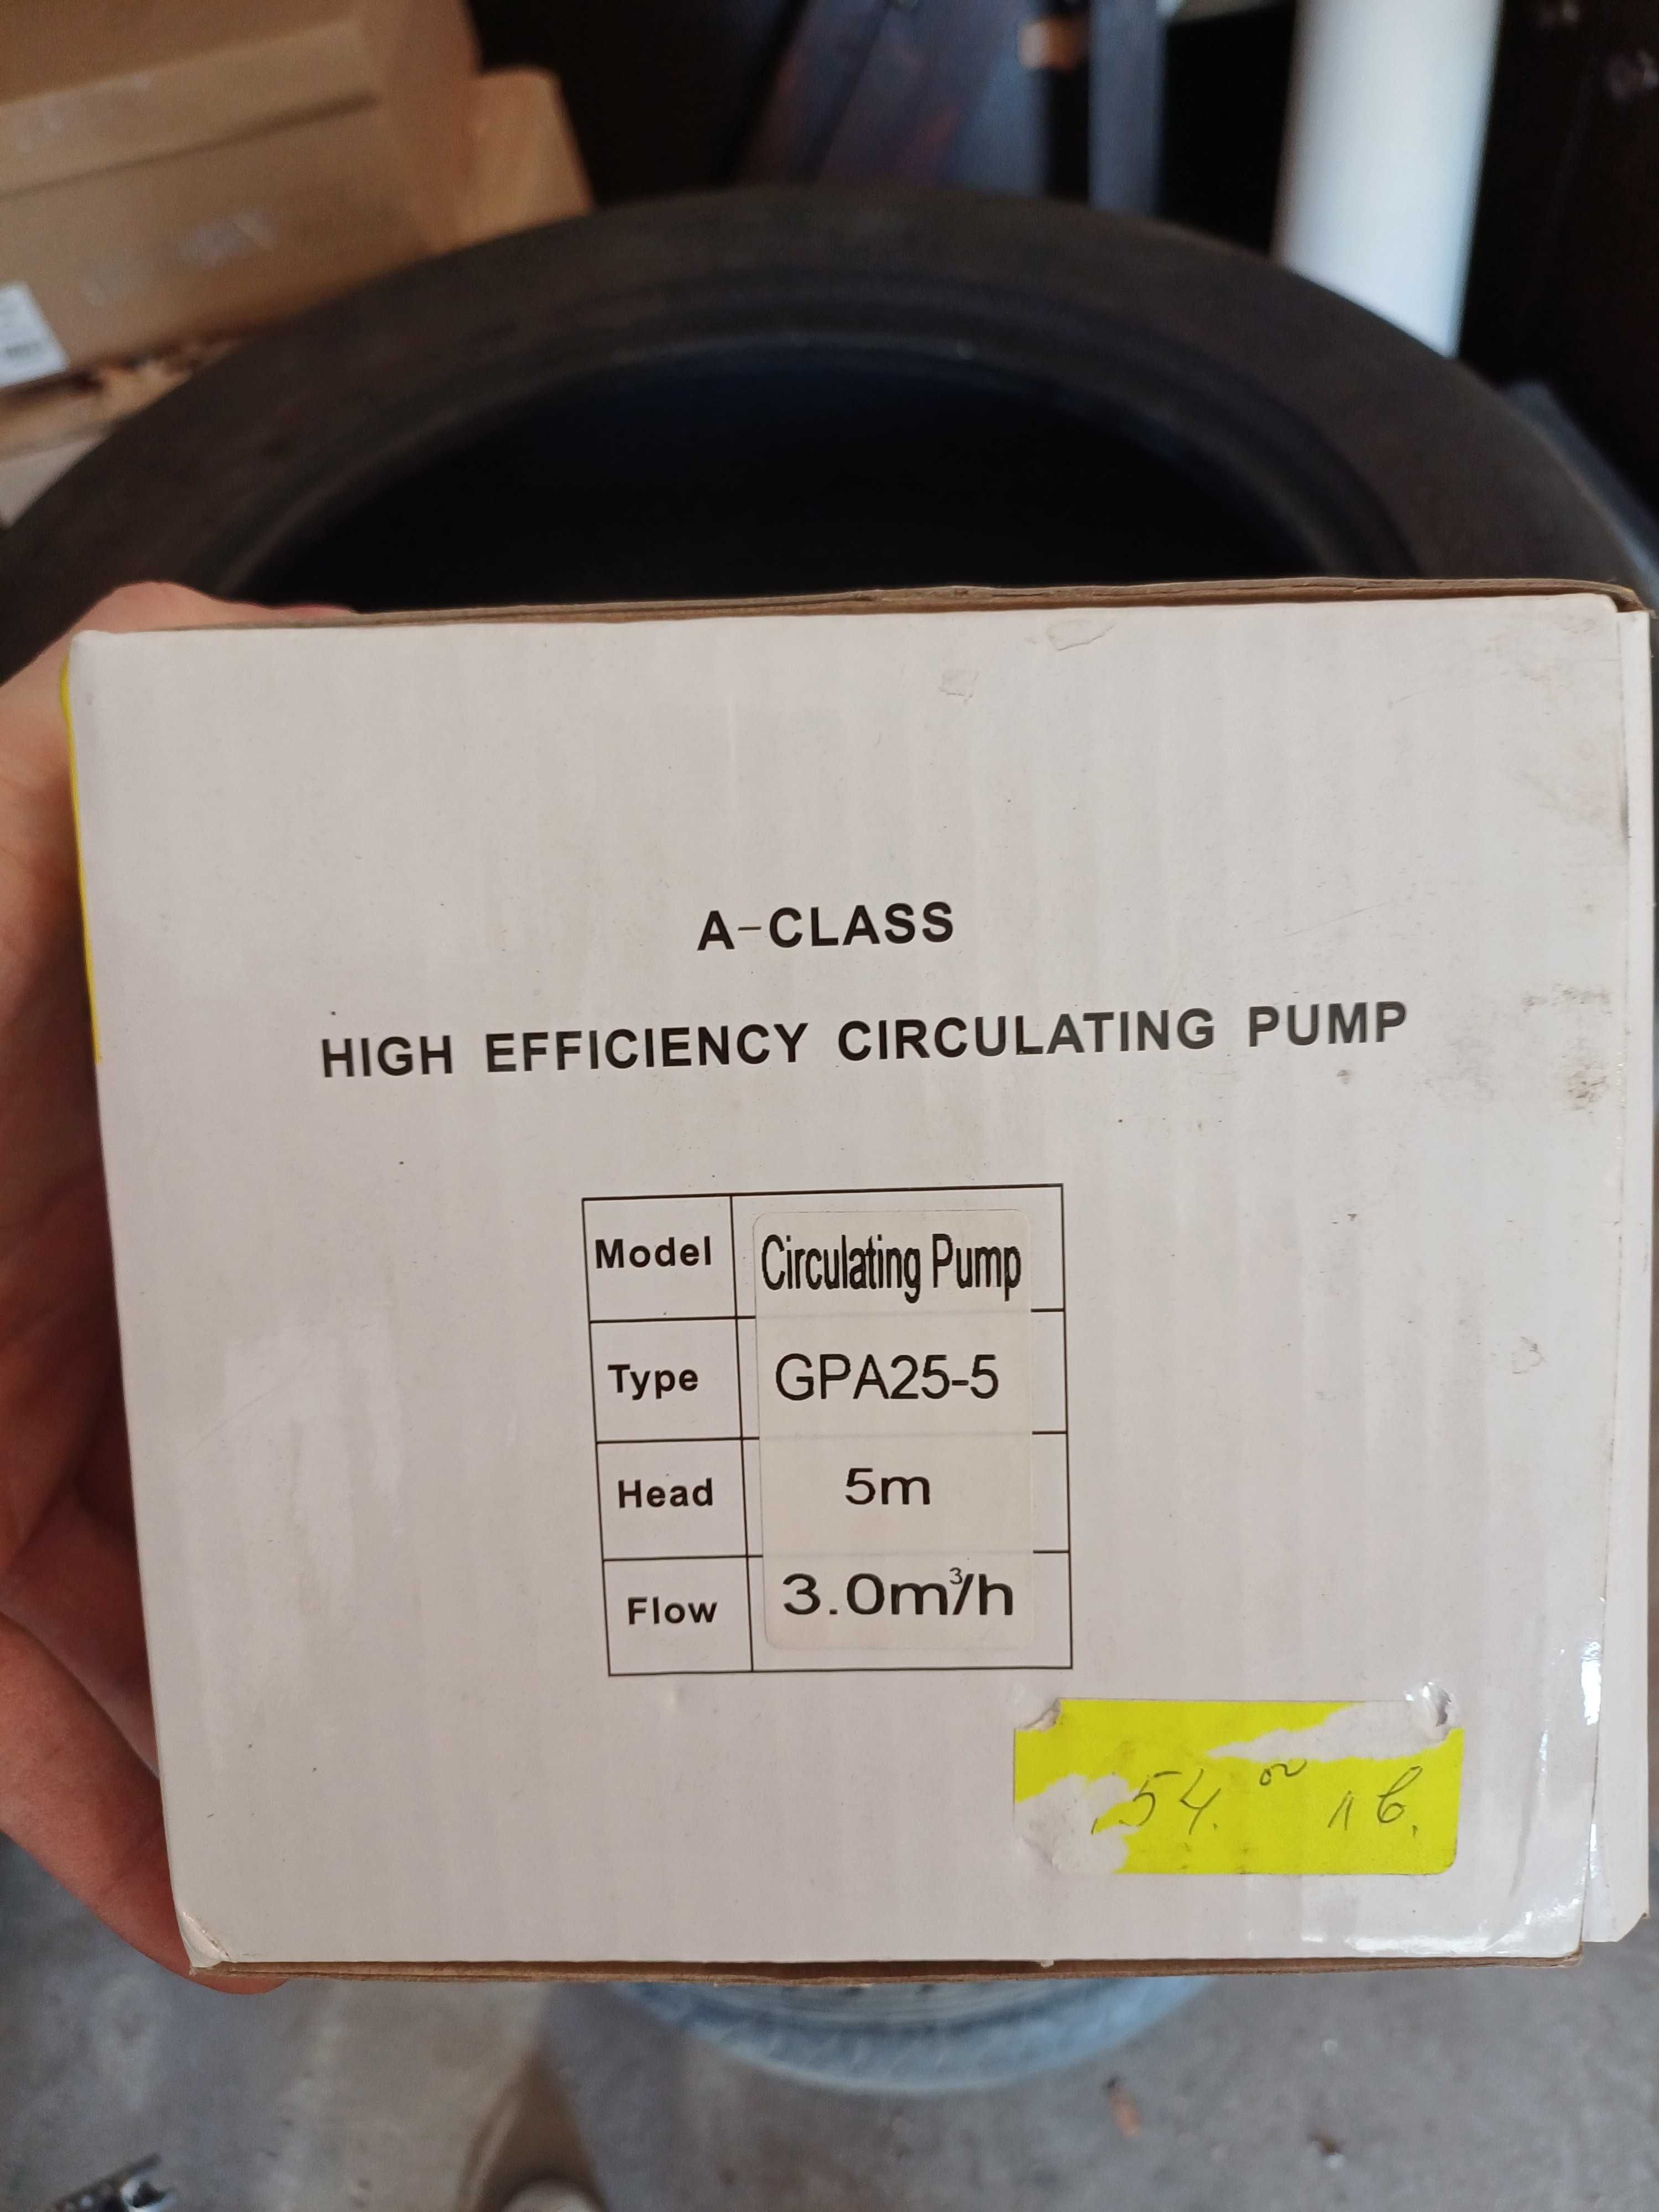 A-CLASS
HIGH EFFICIENCY CIRCULATING PUMP
Model Circulating Pump
Type GPA25-5
Head 5m
Flow 3.0m³/h
54.⁰⁰ лв.